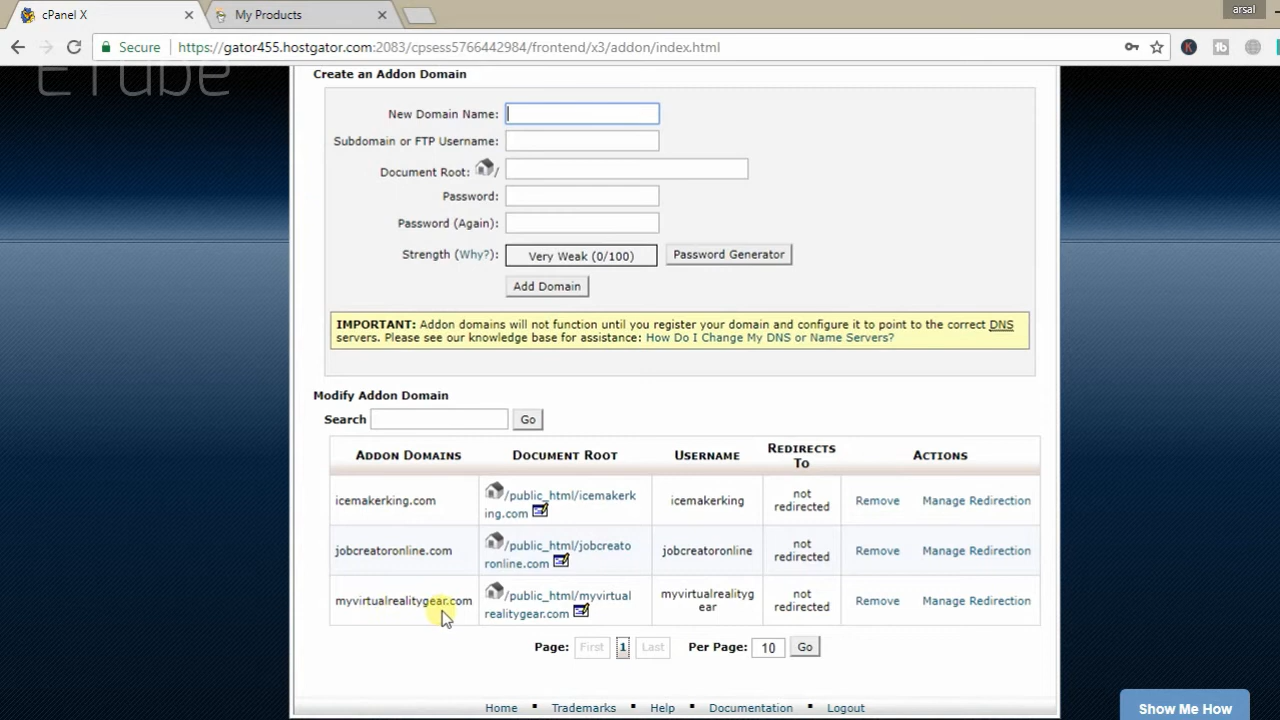 cPanel X
My Products
arsal
Secure
https://gator455.hostgator.com:2083/cpsess5766442984/frontend/x3/addon/index.html
K
tb
ETube
Create an Addon Domain
New Domain Name:
Subdomain or FTP Username:
Document Root: /
Password:
Password (Again):
Strength (Why?): Very Weak (0/100) Password Generator
Add Domain
IMPORTANT: Addon domains will not function until you register your domain and configure it to point to the correct DNS
servers. Please see our knowledge base for assistance: How Do I Change My DNS or Name Servers?
Modify Addon Domain
Search Go
ADDON DOMAINS DOCUMENT ROOT USERNAME REDIRECTS TO ACTIONS
icemakerking.com /public_html/icemakerk
ing.com icemakerking not
redirected Remove Manage Redirection
jobcreatoronline.com /public_html/jobcreato
ronline.com jobcreatoronline not
redirected Remove Manage Redirection
myvirtualrealitygear.com /public_html/myvirtual
realitygear.com myvirtualrealityg
ear not
redirected Remove Manage Redirection
Page: First 1 Last Per Page: 10 Go
Home ▪ Trademarks ▪ Help ▪ Documentation ▪ Logout
Show Me How